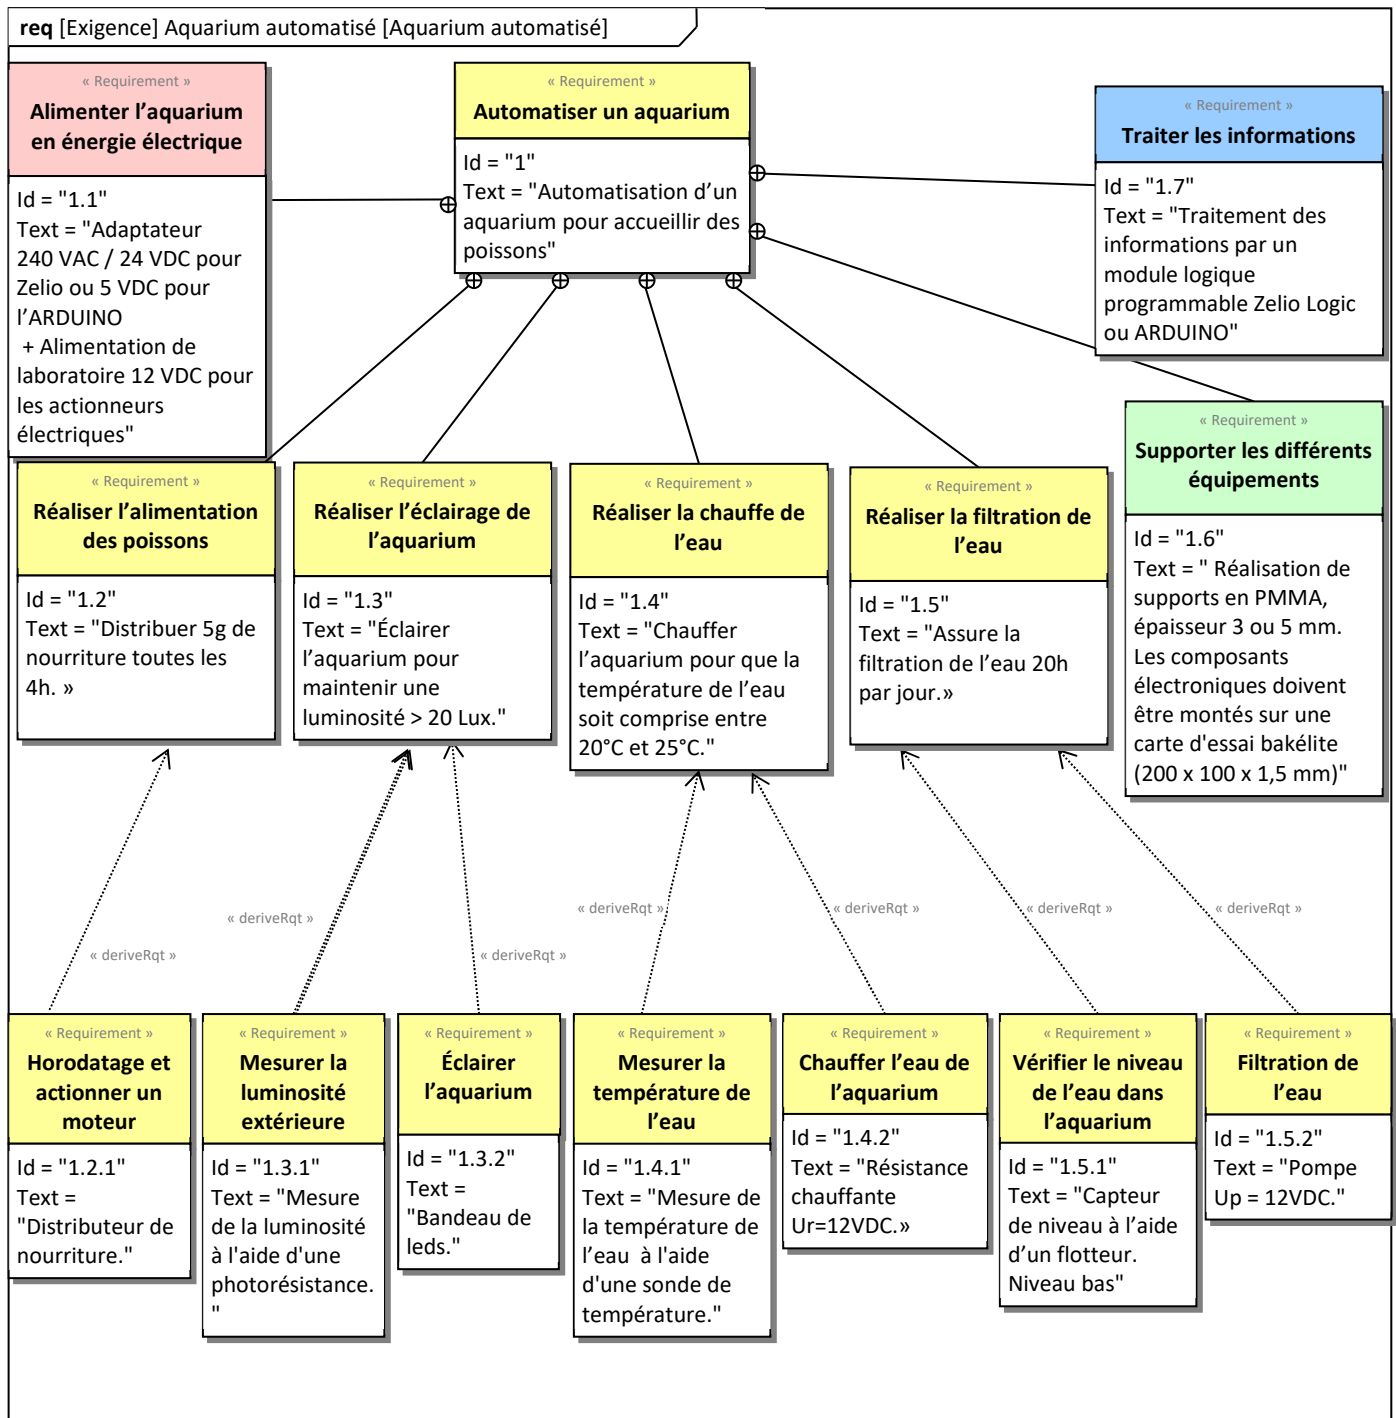 req [Exigence] Aquarium automatisé [Aquarium automatisé]
« Requirement »
Alimenter l’aquarium
en énergie électrique
Id = "1.1"
Text = "Adaptateur
240 VAC / 24 VDC pour
Zelio ou 5 VDC pour
l’ARDUINO
+ Alimentation de
laboratoire 12 VDC pour
les actionneurs
électriques"
« Requirement »
Automatiser un aquarium
Id = "1"
Text = "Automatisation d’un
aquarium pour accueillir des
poissons"
« Requirement »
Traiter les informations
Id = "1.7"
Text = "Traitement des
informations par un
module logique
programmable Zelio Logic
ou ARDUINO"
« Requirement »
Réaliser l’alimentation
des poissons
Id = "1.2"
Text = "Distribuer 5g de
nourriture toutes les
4h. »
« Requirement »
Réaliser l’éclairage de
l’aquarium
Id = "1.3"
Text = "Éclairer
l’aquarium pour
maintenir une
luminosité > 20 Lux."
« Requirement »
Réaliser la chauffe de
l’eau
Id = "1.4"
Text = "Chauffer
l’aquarium pour que la
température de l’eau
soit comprise entre
20°C et 25°C."
« Requirement »
Réaliser la filtration de
l’eau
Id = "1.5"
Text = "Assure la
filtration de l’eau 20h
par jour.»
« Requirement »
Supporter les différents
équipements
Id = "1.6"
Text = " Réalisation de
supports en PMMA,
épaisseur 3 ou 5 mm.
Les composants
électroniques doivent
être montés sur une
carte d'essai bakélite
(200 x 100 x 1,5 mm)"
« deriveRqt »
« deriveRqt »
« deriveRqt »
« deriveRqt »
« deriveRqt »
« deriveRqt »
« deriveRqt »
« Requirement »
Horodatage et
actionner un
moteur
Id = "1.2.1"
Text =
"Distributeur de
nourriture."
« Requirement »
Mesurer la
luminosité
extérieure
Id = "1.3.1"
Text = "Mesure
de la luminosité
à l'aide d'une
photorésistance.
"
« Requirement »
Éclairer
l’aquarium
Id = "1.3.2"
Text =
"Bandeau de
leds."
« Requirement »
Mesurer la
température de
l’eau
Id = "1.4.1"
Text = "Mesure de
la température de
l’eau à l'aide
d'une sonde de
température."
« Requirement »
Chauffer l’eau de
l’aquarium
Id = "1.4.2"
Text = "Résistance
chauffante
Ur=12VDC.»
« Requirement »
Vérifier le niveau
de l’eau dans
l’aquarium
Id = "1.5.1"
Text = "Capteur
de niveau à l’aide
d’un flotteur.
Niveau bas"
« Requirement »
Filtration de
l’eau
Id = "1.5.2"
Text = "Pompe
Up = 12VDC."